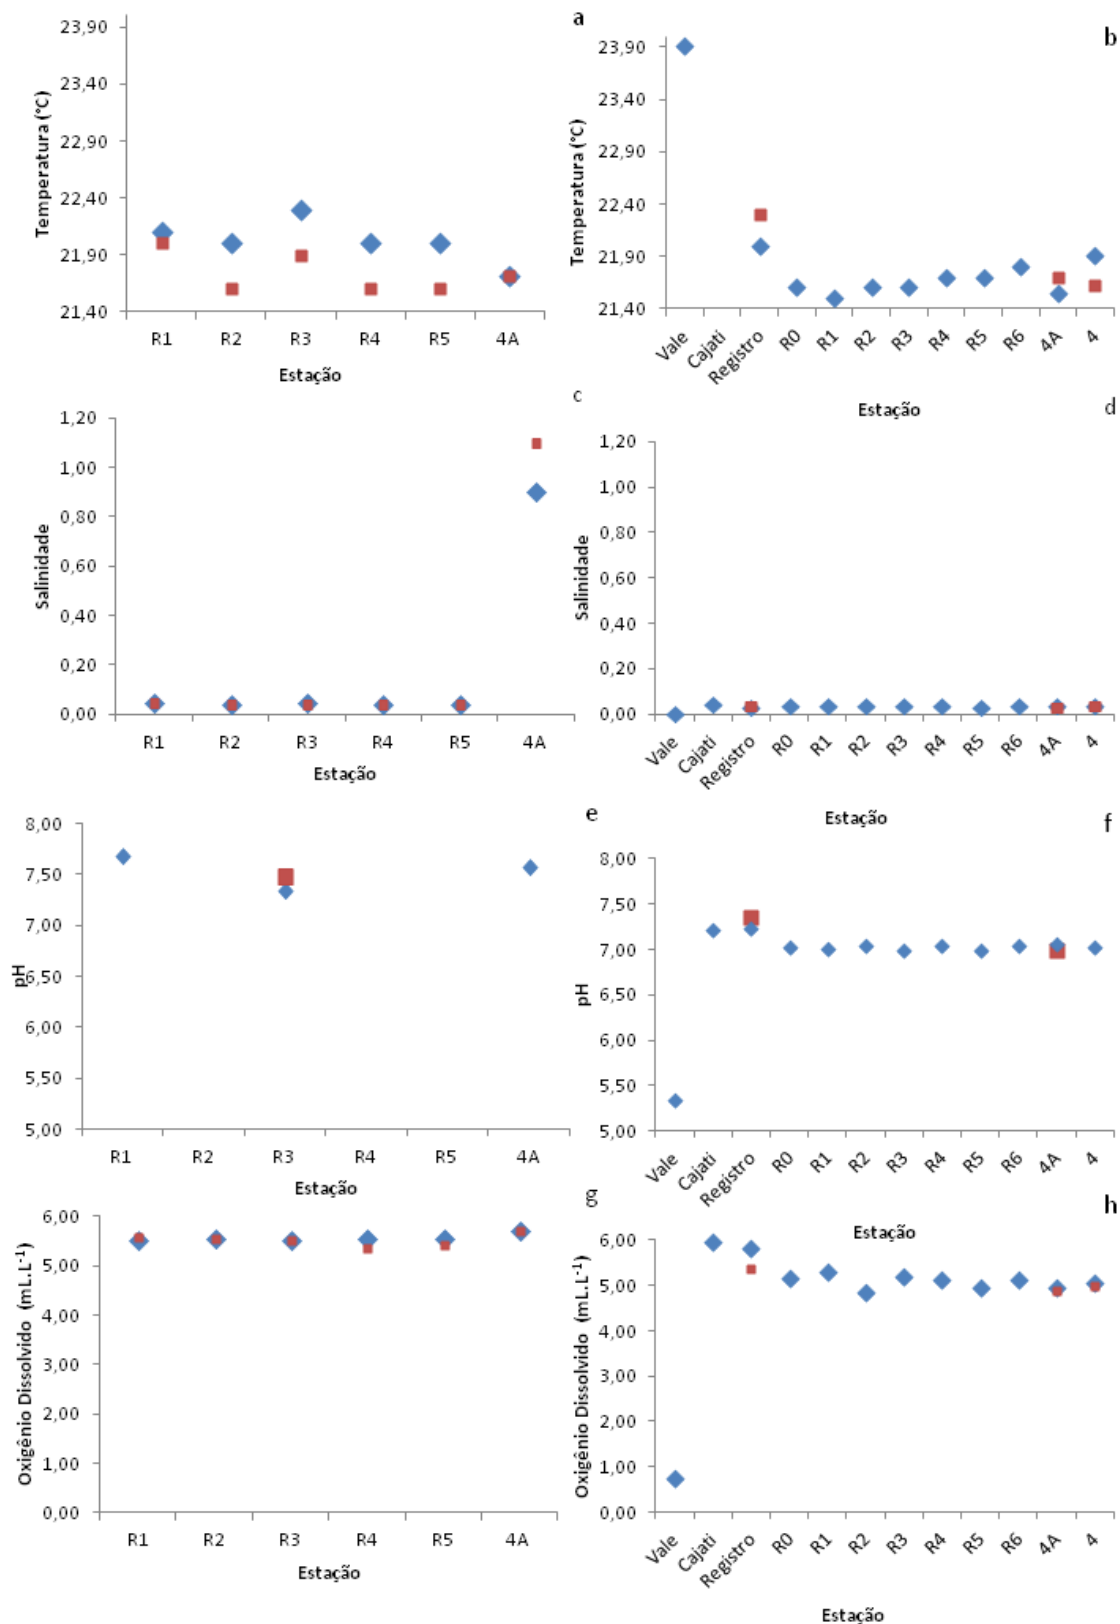 a
23,90
23,40
22,90
22,40
21,90
21,40
Temperatura (°C)
R1 R2 R3 R4 R5 4A
Estação
b
23,90
23,40
22,90
22,40
21,90
21,40
Temperatura (°C)
Vale Cajati Registro R0 R1 R2 R3 R4 R5 R6 4A 4
Estação
c
1,20
1,00
0,80
0,60
0,40
0,20
0,00
Salinidade
R1 R2 R3 R4 R5 4A
Estação
d
1,20
1,00
0,80
0,60
0,40
0,20
0,00
Salinidade
Vale Cajati Registro R0 R1 R2 R3 R4 R5 R6 4A 4
Estação
e
8,00
7,50
7,00
6,50
6,00
5,50
5,00
pH
R1 R2 R3 R4 R5 4A
Estação
f
8,00
7,50
7,00
6,50
6,00
5,50
5,00
pH
Vale Cajati Registro R0 R1 R2 R3 R4 R5 R6 4A 4
Estação
g
6,00
5,00
4,00
3,00
2,00
1,00
0,00
Oxigênio Dissolvido (mL.L⁻¹)
R1 R2 R3 R4 R5 4A
Estação
h
6,00
5,00
4,00
3,00
2,00
1,00
0,00
Oxigênio Dissolvido (mL.L⁻¹)
Vale Cajati Registro R0 R1 R2 R3 R4 R5 R6 4A 4
Estação